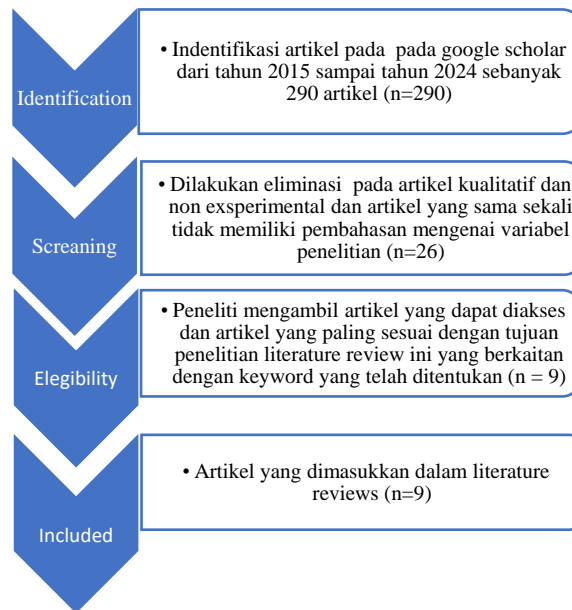 Identification
• Indentifikasi artikel pada pada google scholar
dari tahun 2015 sampai tahun 2024 sebanyak
290 artikel (n=290)
Screaning
• Dilakukan eliminasi pada artikel kualitatif dan
non exsperimental dan artikel yang sama sekali
tidak memiliki pembahasan mengenai variabel
penelitian (n=26)
Elegibility
• Peneliti mengambil artikel yang dapat diakses
dan artikel yang paling sesuai dengan tujuan
penelitian literature review ini yang berkaitan
dengan keyword yang telah ditentukan (n = 9)
Included
• Artikel yang dimasukkan dalam literature
reviews (n=9)